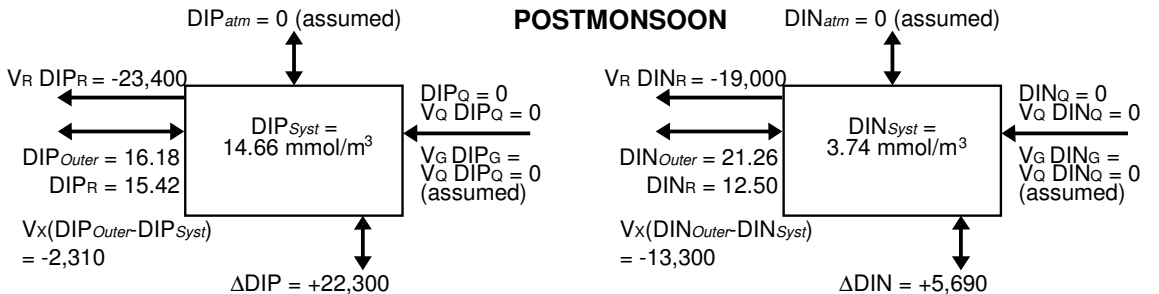 POSTMONSOON
DIPatm = 0 (assumed)
VR DIPR = -23,400
DIPSyst =
14.66 mmol/m3
DIPQ = 0
VQ DIPQ = 0
VG DIPG =
VQ DIPQ = 0
(assumed)
DIPOuter = 16.18
DIPR = 15.42
VX(DIPOuter-DIPSyst)
= -2,310
ΔDIP = +22,300
DINatm = 0 (assumed)
VR DINR = -19,000
DINSyst =
3.74 mmol/m3
DINQ = 0
VQ DINQ = 0
VG DING =
VQ DINQ = 0
(assumed)
DINOuter = 21.26
DINR = 12.50
VX(DINOuter-DINSyst)
= -13,300
ΔDIN = +5,690